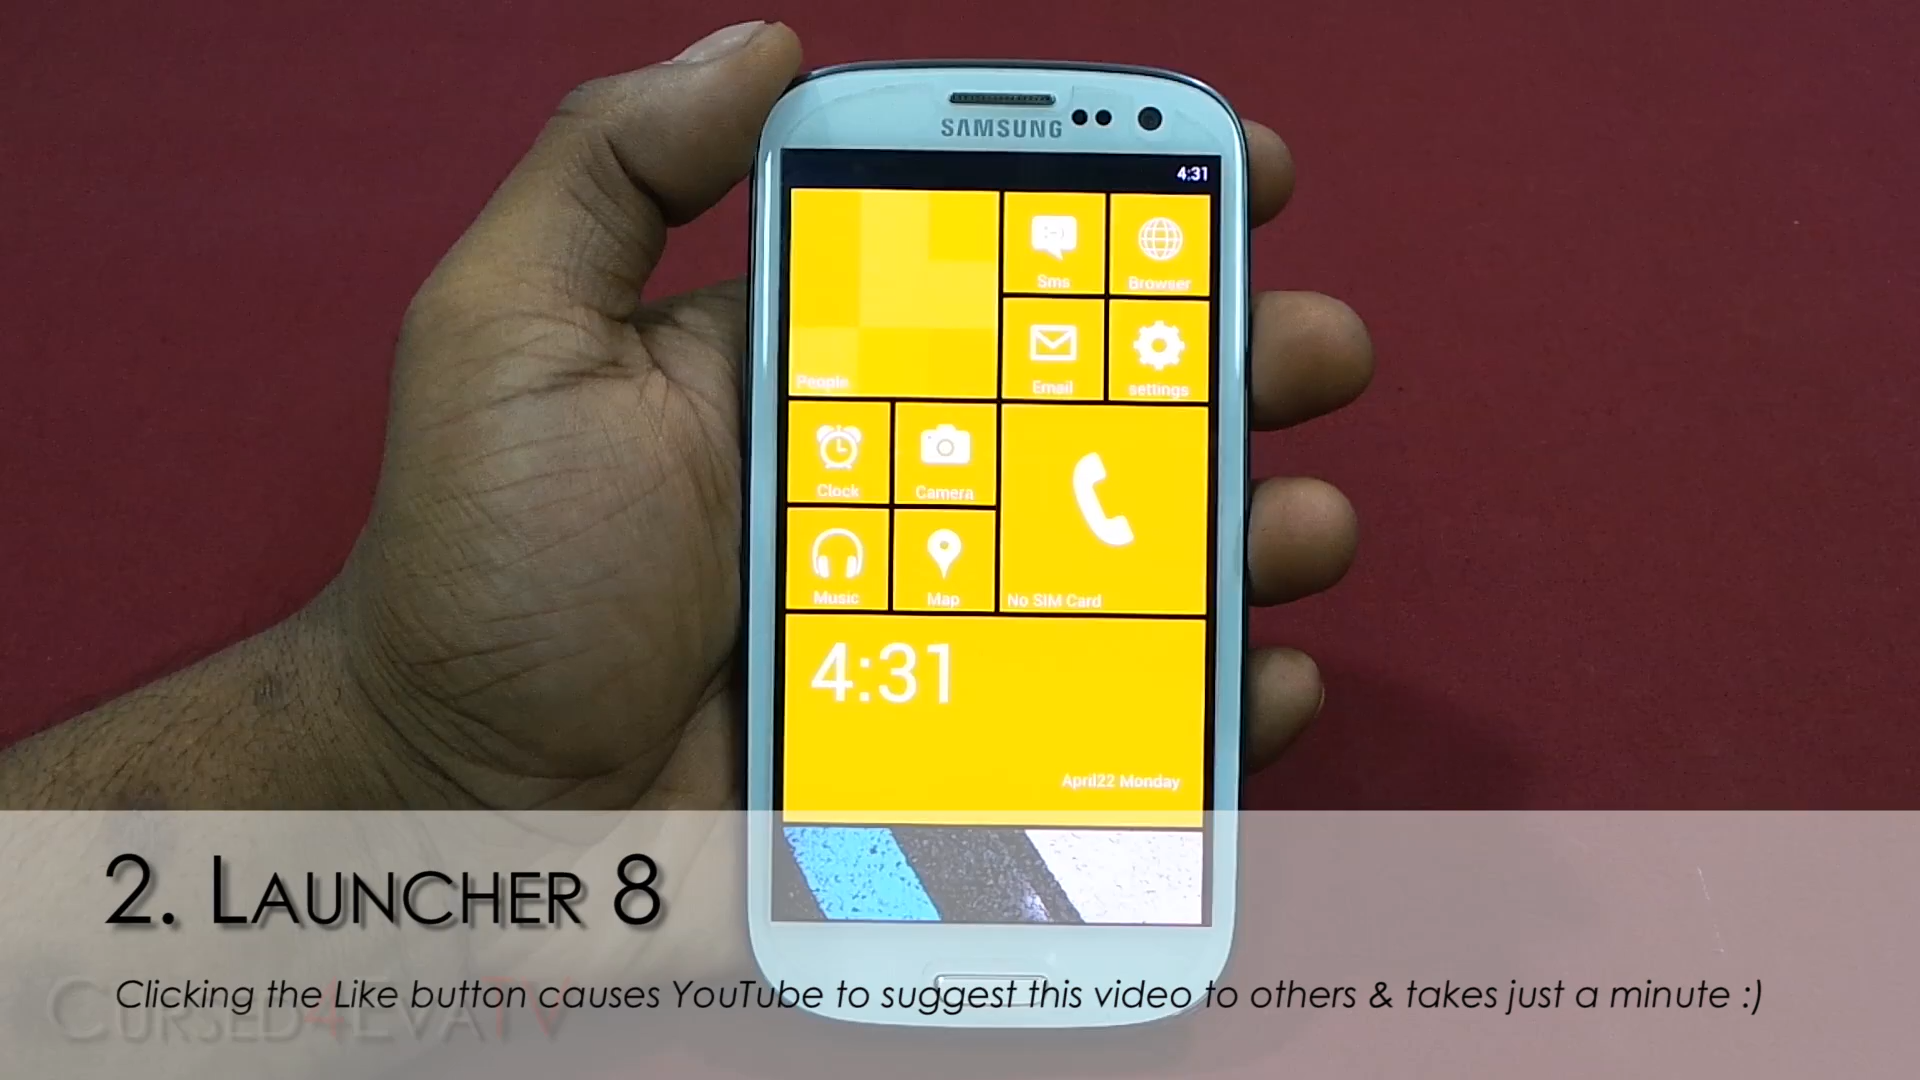 SAMSUNG
4:31
Sms
Browser
People
Email
settings
Clock
Camera
Music
Map
No SIM Card
4:31
April22 Monday
2. LAUNCHER 8
Clicking the Like button causes YouTube to suggest this video to others & takes just a minute :)
CURSED4EVATV